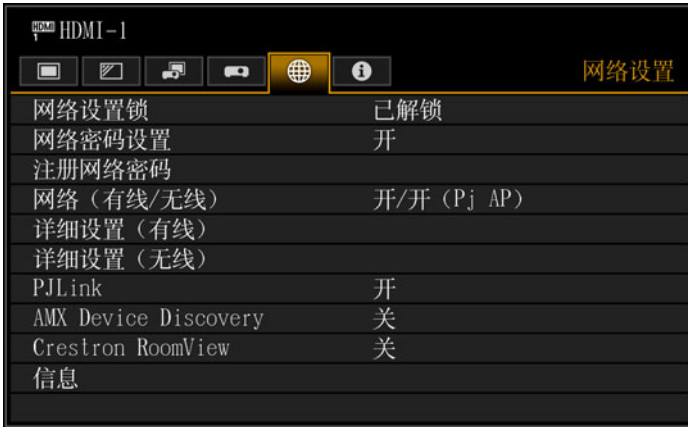 HDMI 1 HDMI-1
网络设置
网络设置锁 已解锁
网络密码设置 开
注册网络密码
网络（有线/无线） 开/开（Pj AP）
详细设置（有线）
详细设置（无线）
PJLink 开
AMX Device Discovery 关
Crestron RoomView 关
信息